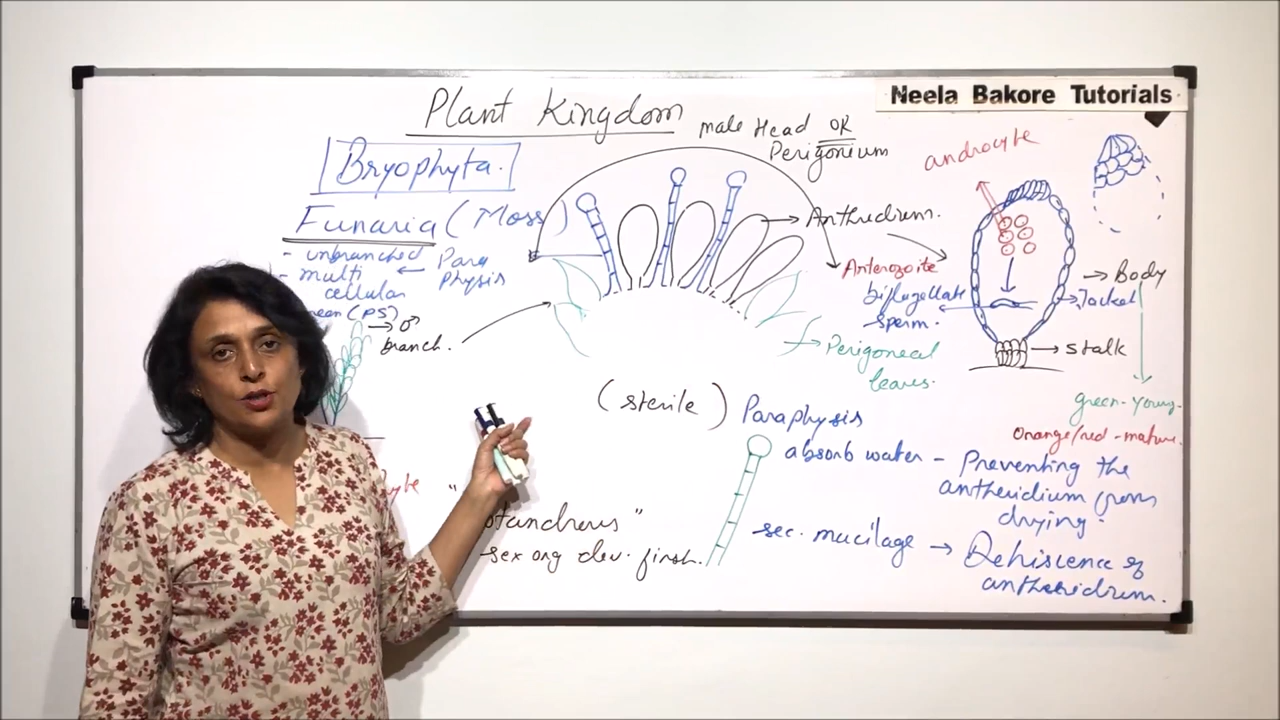 Plant Kingdom
Neela Bakore Tutorials
Bryophyta.
Funaria (Moss)
- unbranched
- multi
cellular
(PS)
Para
physis
♂
branch.
male Head OR
Perigonium
Antheridium.
Perigoneal
leaves.
androcyte
Antherozoite
biflagellate
sperm.
Body
Jacket
stalk
green-young.
Orange/red-mature.
(sterile) Paraphysis
absorb water - Preventing the
antheridium from
drying.
sec. mucilage → Dehiscence of
antheridium.
"
tandrous"
sex org dev. first.